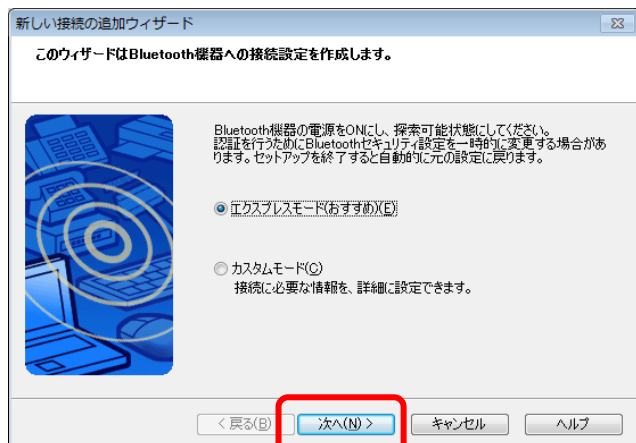 新しい接続の追加ウィザード
このウィザードはBluetooth機器への接続設定を作成します。
Bluetooth機器の電源をONにし、探索可能状態にしてください。
認証を行うためにBluetoothセキュリティ設定を一時的に変更する場合があ
ります。セットアップを終了すると自動的に元の設定に戻ります。
エクスプレスモード(おすすめ)(E)
カスタムモード(C)
接続に必要な情報を、詳細に設定できます。
< 戻る(B) 次へ(N) > キャンセル ヘルプ